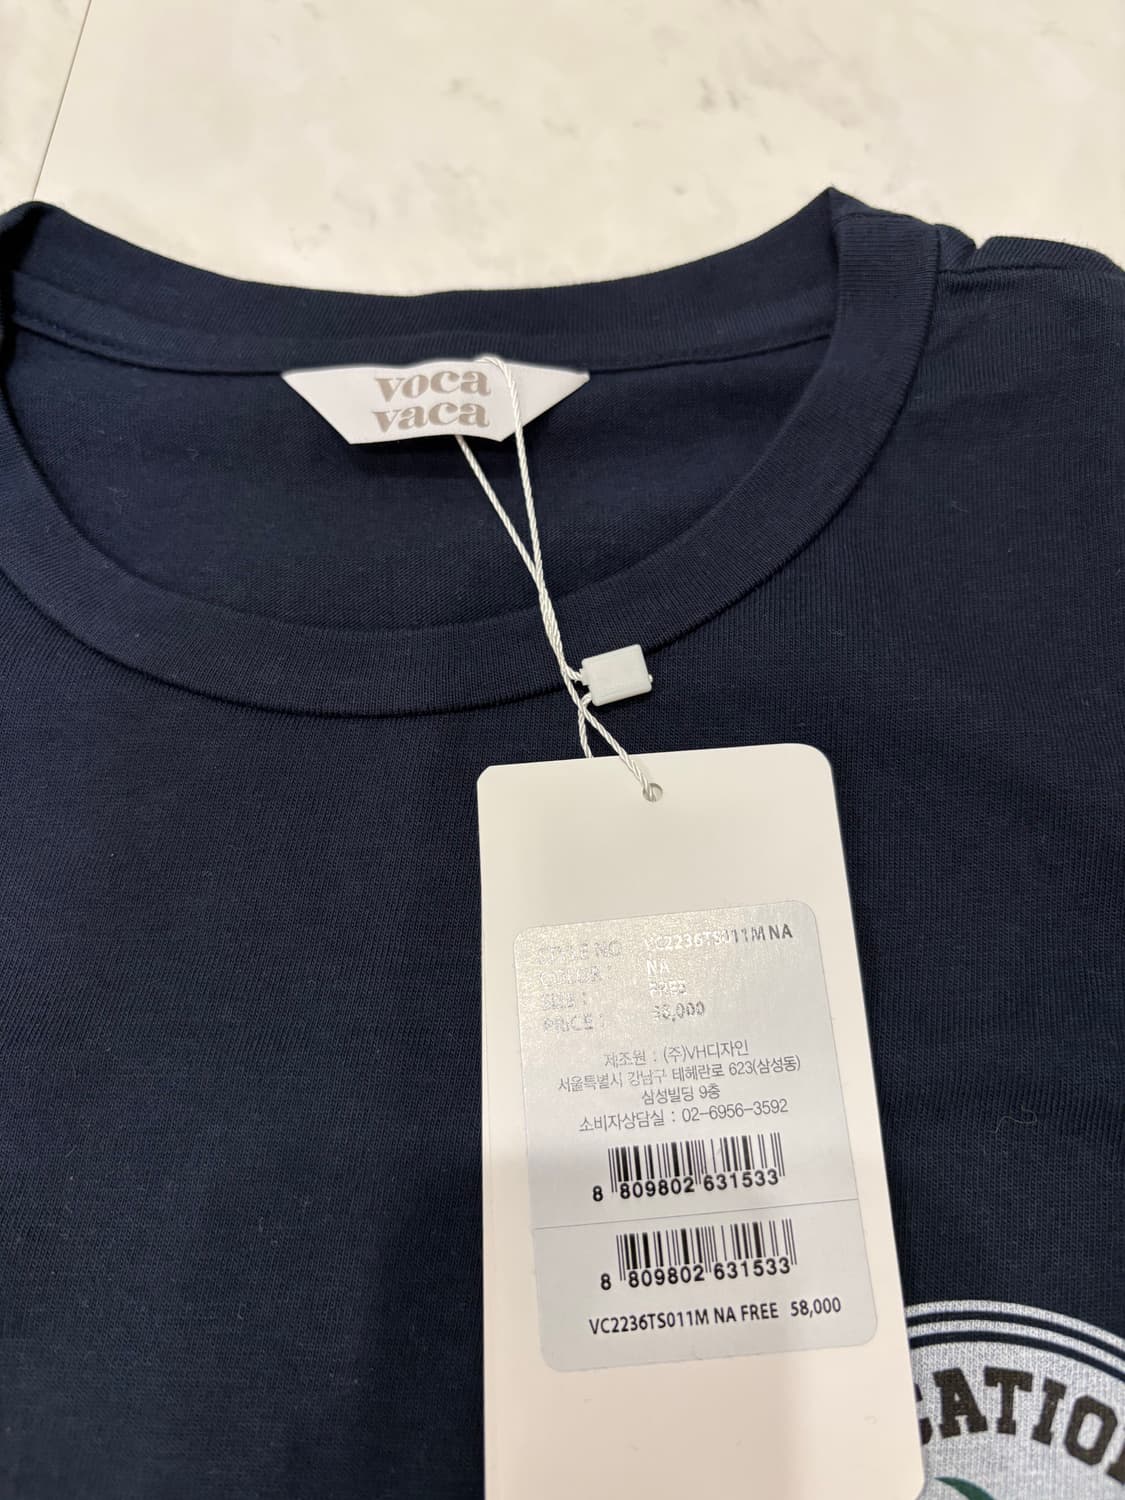 voca
vaca
STYLE NO VC2236TS011M NA
COLOR : NA
SIZE : FREE
PRICE : 58,000
제조원 : (주)VH디자인
서울특별시 강남구 테헤란로 623(삼성동)
삼성빌딩 9층
소비자상담실 : 02-6956-3592
8 809802 631533
8 809802 631533
VC2236TS011M NA FREE 58,000